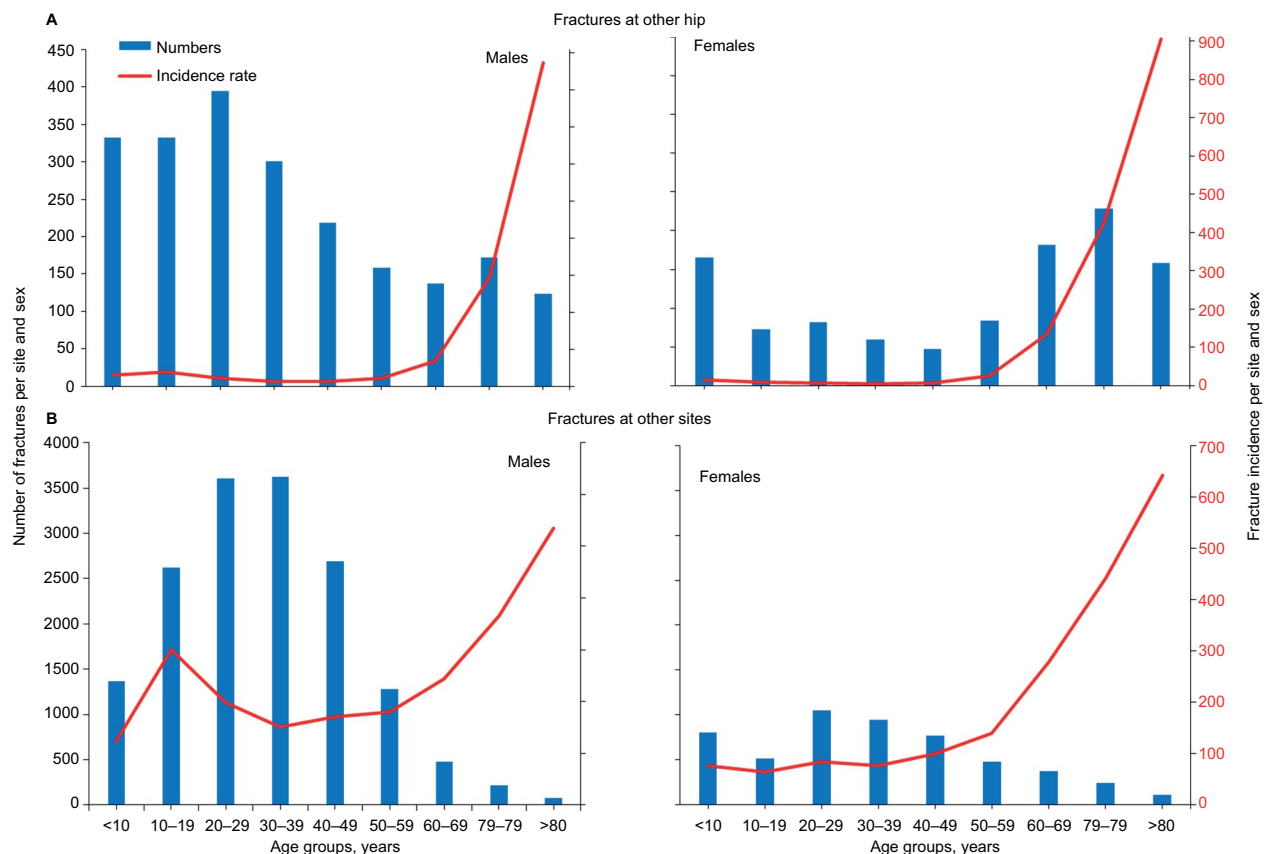 A
Fractures at other hip
Numbers
Incidence rate
Males
Females
450
400
350
300
250
200
150
100
50
0
900
800
700
600
500
400
300
200
100
0
B
Fractures at other sites
Males
Females
4000
3500
3000
2500
2000
1500
1000
500
0
700
600
500
400
300
200
100
0
<10 10–19 20–29 30–39 40–49 50–59 60–69 79–79 >80
Age groups, years
<10 10–19 20–29 30–39 40–49 50–59 60–69 79–79 >80
Age groups, years
Number of fractures per site and sex
Fracture incidence per site and sex